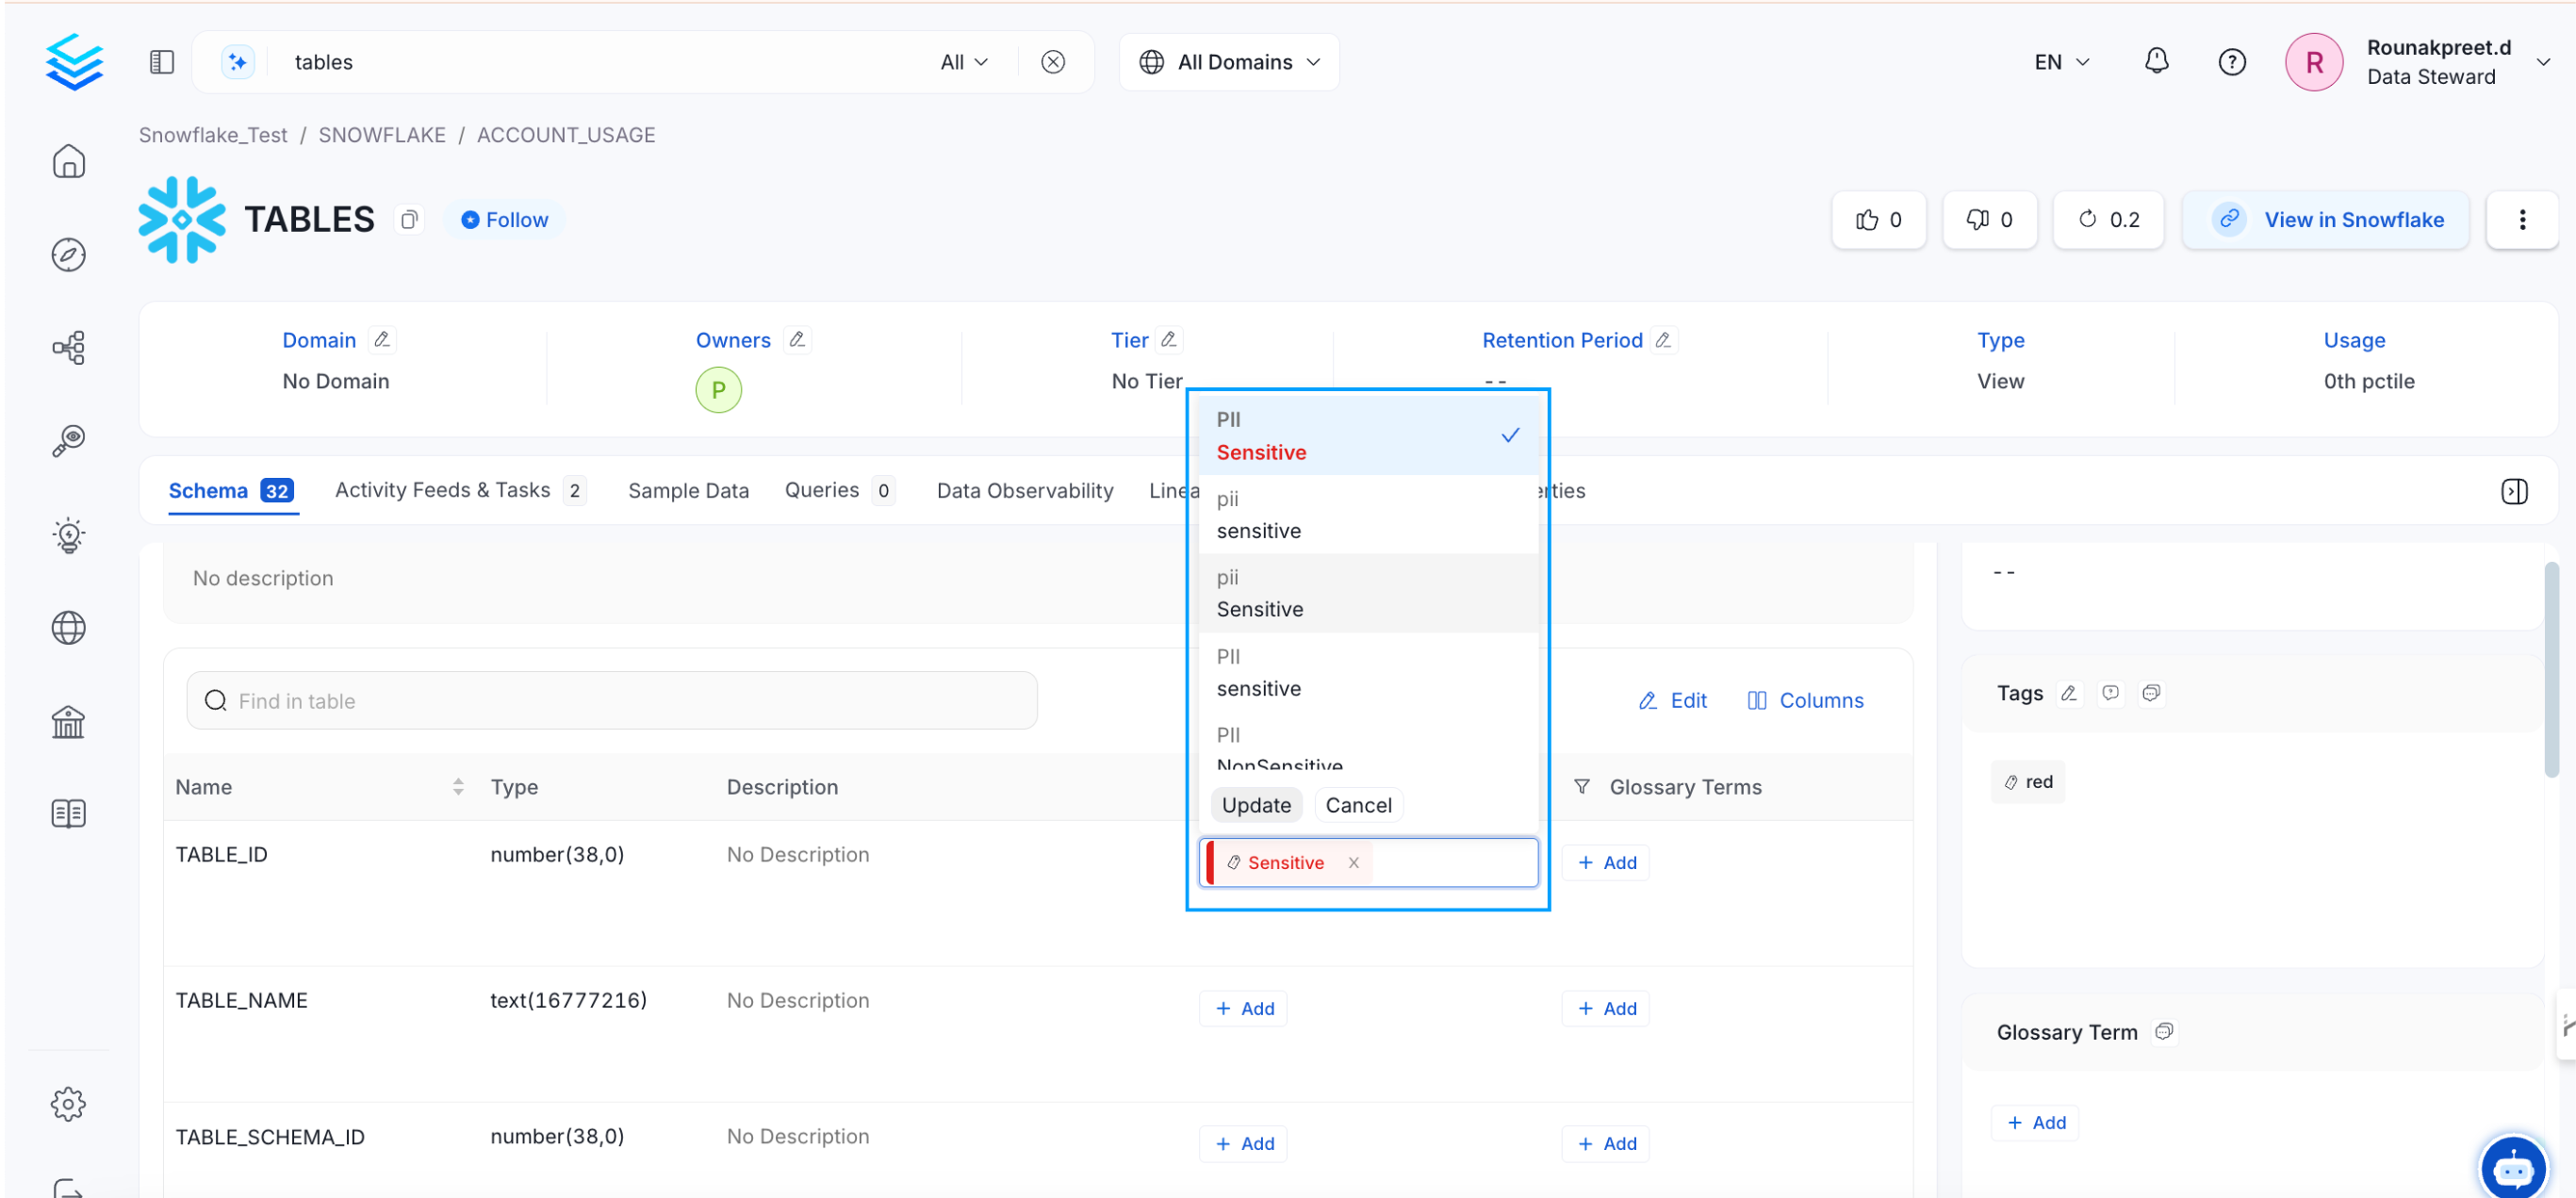 tables
All
All Domains
EN
R
Rounakpreet.d
Data Steward
Snowflake_Test / SNOWFLAKE / ACCOUNT_USAGE
TABLES
Follow
0
0
0.2
View in Snowflake
Domain
No Domain
Owners
P
Tier
No Tier
Retention Period
--
Type
View
Usage
0th pctile
Schema 32
Activity Feeds & Tasks 2
Sample Data
Queries 0
Data Observability
Linea
erties
PII
Sensitive
pii
sensitive
pii
Sensitive
PII
sensitive
PII
NonSensitive
Update
Cancel
Sensitive
No description
--
Find in table
Edit
Columns
Tags
red
Name
Type
Description
Glossary Terms
TABLE_ID
number(38,0)
No Description
+ Add
TABLE_NAME
text(16777216)
No Description
+ Add
+ Add
TABLE_SCHEMA_ID
number(38,0)
No Description
+ Add
+ Add
Glossary Term
+ Add